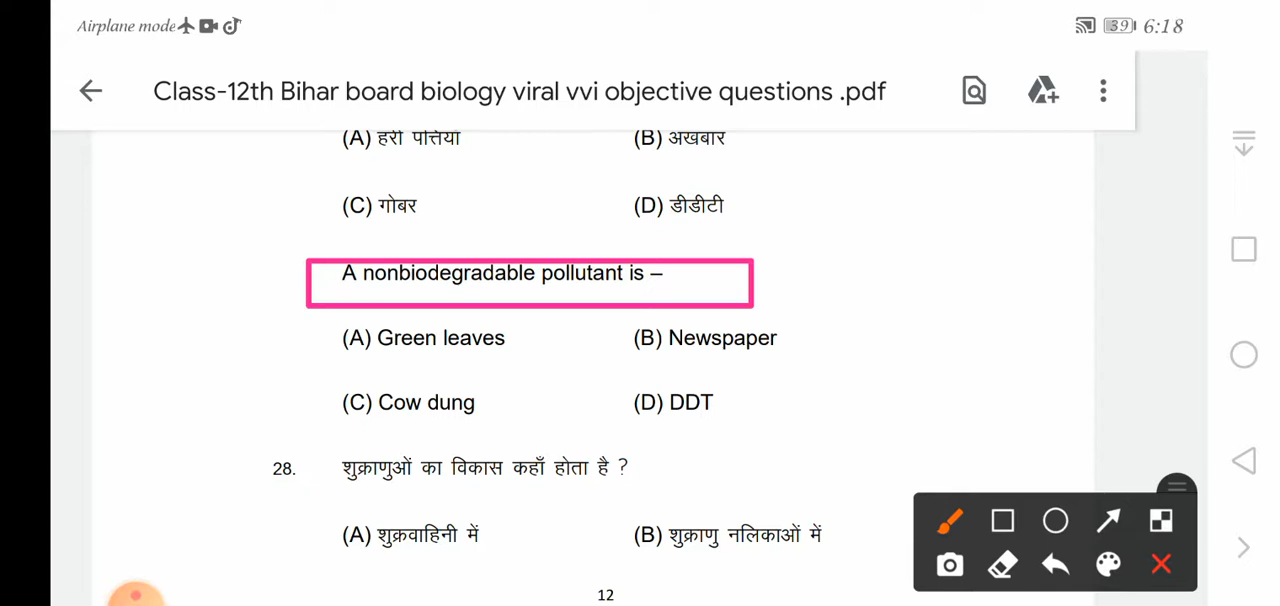 Airplane mode 39 6:18
Class-12th Bihar board biology viral vvi objective questions .pdf
(A) हरी पत्तियाँ (B) अखबार
(C) गोबर (D) डीडीटी
A nonbiodegradable pollutant is –
(A) Green leaves (B) Newspaper
(C) Cow dung (D) DDT
28. शुक्राणुओं का विकास कहाँ होता है ?
(A) शुक्रवाहिनी में (B) शुक्राणु नलिकाओं में
12